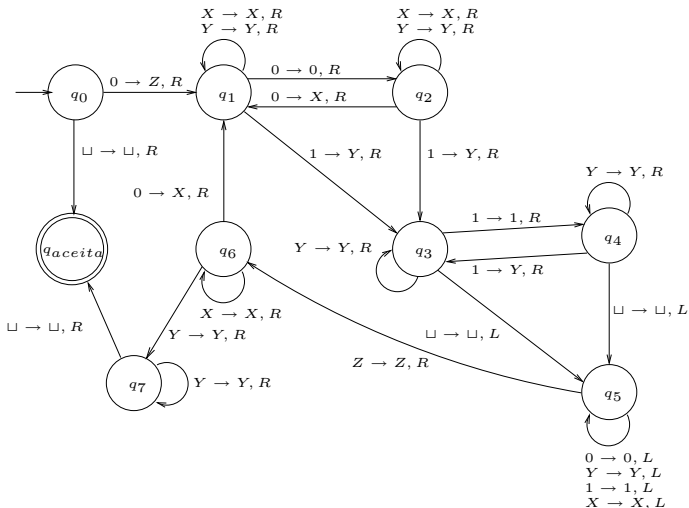 X → X, R
Y → Y, R
X → X, R
Y → Y, R
q0
0 → Z, R
q1
0 → 0, R
0 → X, R
q2
⊔ → ⊔, R
1 → Y, R
1 → Y, R
Y → Y, R
0 → X, R
qaceita
q6
Y → Y, R
q3
1 → 1, R
1 → Y, R
q4
X → X, R
⊔ → ⊔, R
Y → Y, R
⊔ → ⊔, L
⊔ → ⊔, L
Z → Z, R
q7
Y → Y, R
q5
0 → 0, L
Y → Y, L
1 → 1, L
X → X, L